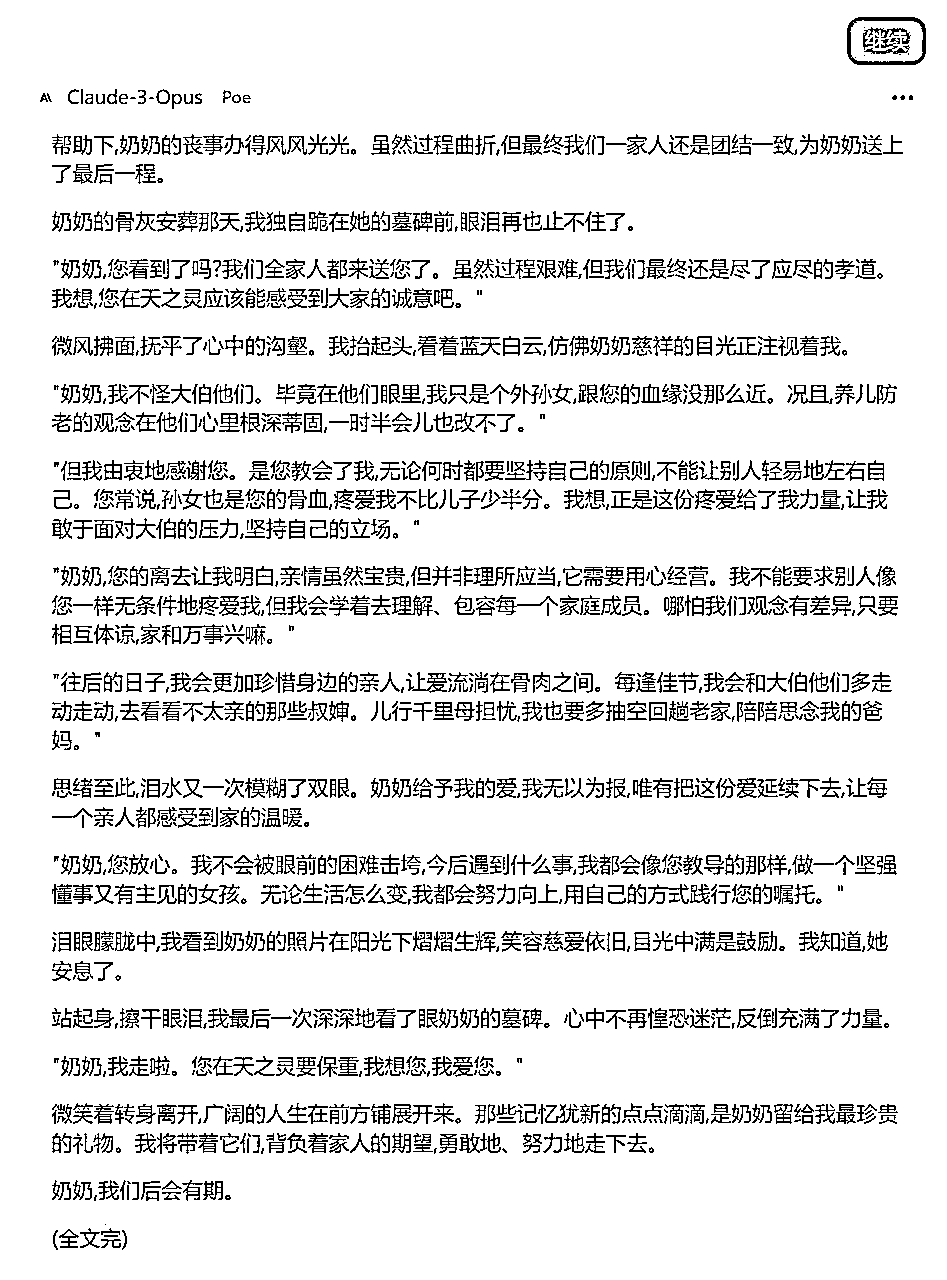 继续
Claude-3-Opus Poe
帮助下,奶奶的丧事办得风风光光。虽然过程曲折,但最终我们一家人还是团结一致,为奶奶送上
了最后一程。
奶奶的骨灰安葬那天,我独自跪在她的墓碑前,眼泪再也止不住了。
"奶奶,您看到了吗?我们全家人都来送您了。虽然过程艰难,但我们最终还是尽了应尽的孝道。
我想,您在天之灵应该能感受到大家的诚意吧。"
微风拂面,抚平了心中的沟壑。我抬起头,看着蓝天白云,仿佛奶奶慈祥的目光正注视着我。
"奶奶,我不怪大伯他们。毕竟在他们眼里,我只是个外孙女,跟您的血缘没那么近。况且,养儿防
老的观念在他们心里根深蒂固,一时半会儿也改不了。"
"但我由衷地感谢您。是您教会了我,无论何时都要坚持自己的原则,不能让别人轻易地左右自
己。您常说,孙女也是您的骨血,疼爱我不比儿子少半分。我想,正是这份疼爱给了我力量,让我
敢于面对大伯的压力,坚持自己的立场。"
"奶奶,您的离去让我明白,亲情虽然宝贵,但并非理所应当,它需要用心经营。我不能要求别人像
您一样无条件地疼爱我,但我会学着去理解、包容每一个家庭成员。哪怕我们观念有差异,只要
相互体谅,家和万事兴嘛。"
"往后的日子,我会更加珍惜身边的亲人,让爱流淌在骨肉之间。每逢佳节,我会和大伯他们多走
动走动,去看看不太亲的那些叔婶。儿行千里母担忧,我也要多抽空回趟老家,陪陪思念我的爸
妈。"
思绪至此,泪水又一次模糊了双眼。奶奶给予我的爱,我无以为报,唯有把这份爱延续下去,让每
一个亲人都感受到家的温暖。
"奶奶,您放心。我不会被眼前的困难击垮,今后遇到什么事,我都会像您教导的那样,做一个坚强
懂事又有主见的女孩。无论生活怎么变,我都会努力向上,用自己的方式践行您的嘱托。"
泪眼朦胧中,我看到奶奶的照片在阳光下熠熠生辉,笑容慈爱依旧,目光中满是鼓励。我知道,她
安息了。
站起身,擦干眼泪,我最后一次深深地看了眼奶奶的墓碑。心中不再惶恐迷茫,反倒充满了力量。
"奶奶,我走啦。您在天之灵要保重,我想您,我爱您。"
微笑着转身离开,广阔的人生在前方铺展开来。那些记忆犹新的点点滴滴,是奶奶留给我最珍贵
的礼物。我将带着它们,背负着家人的期望,勇敢地、努力地走下去。
奶奶,我们后会有期。
(全文完)